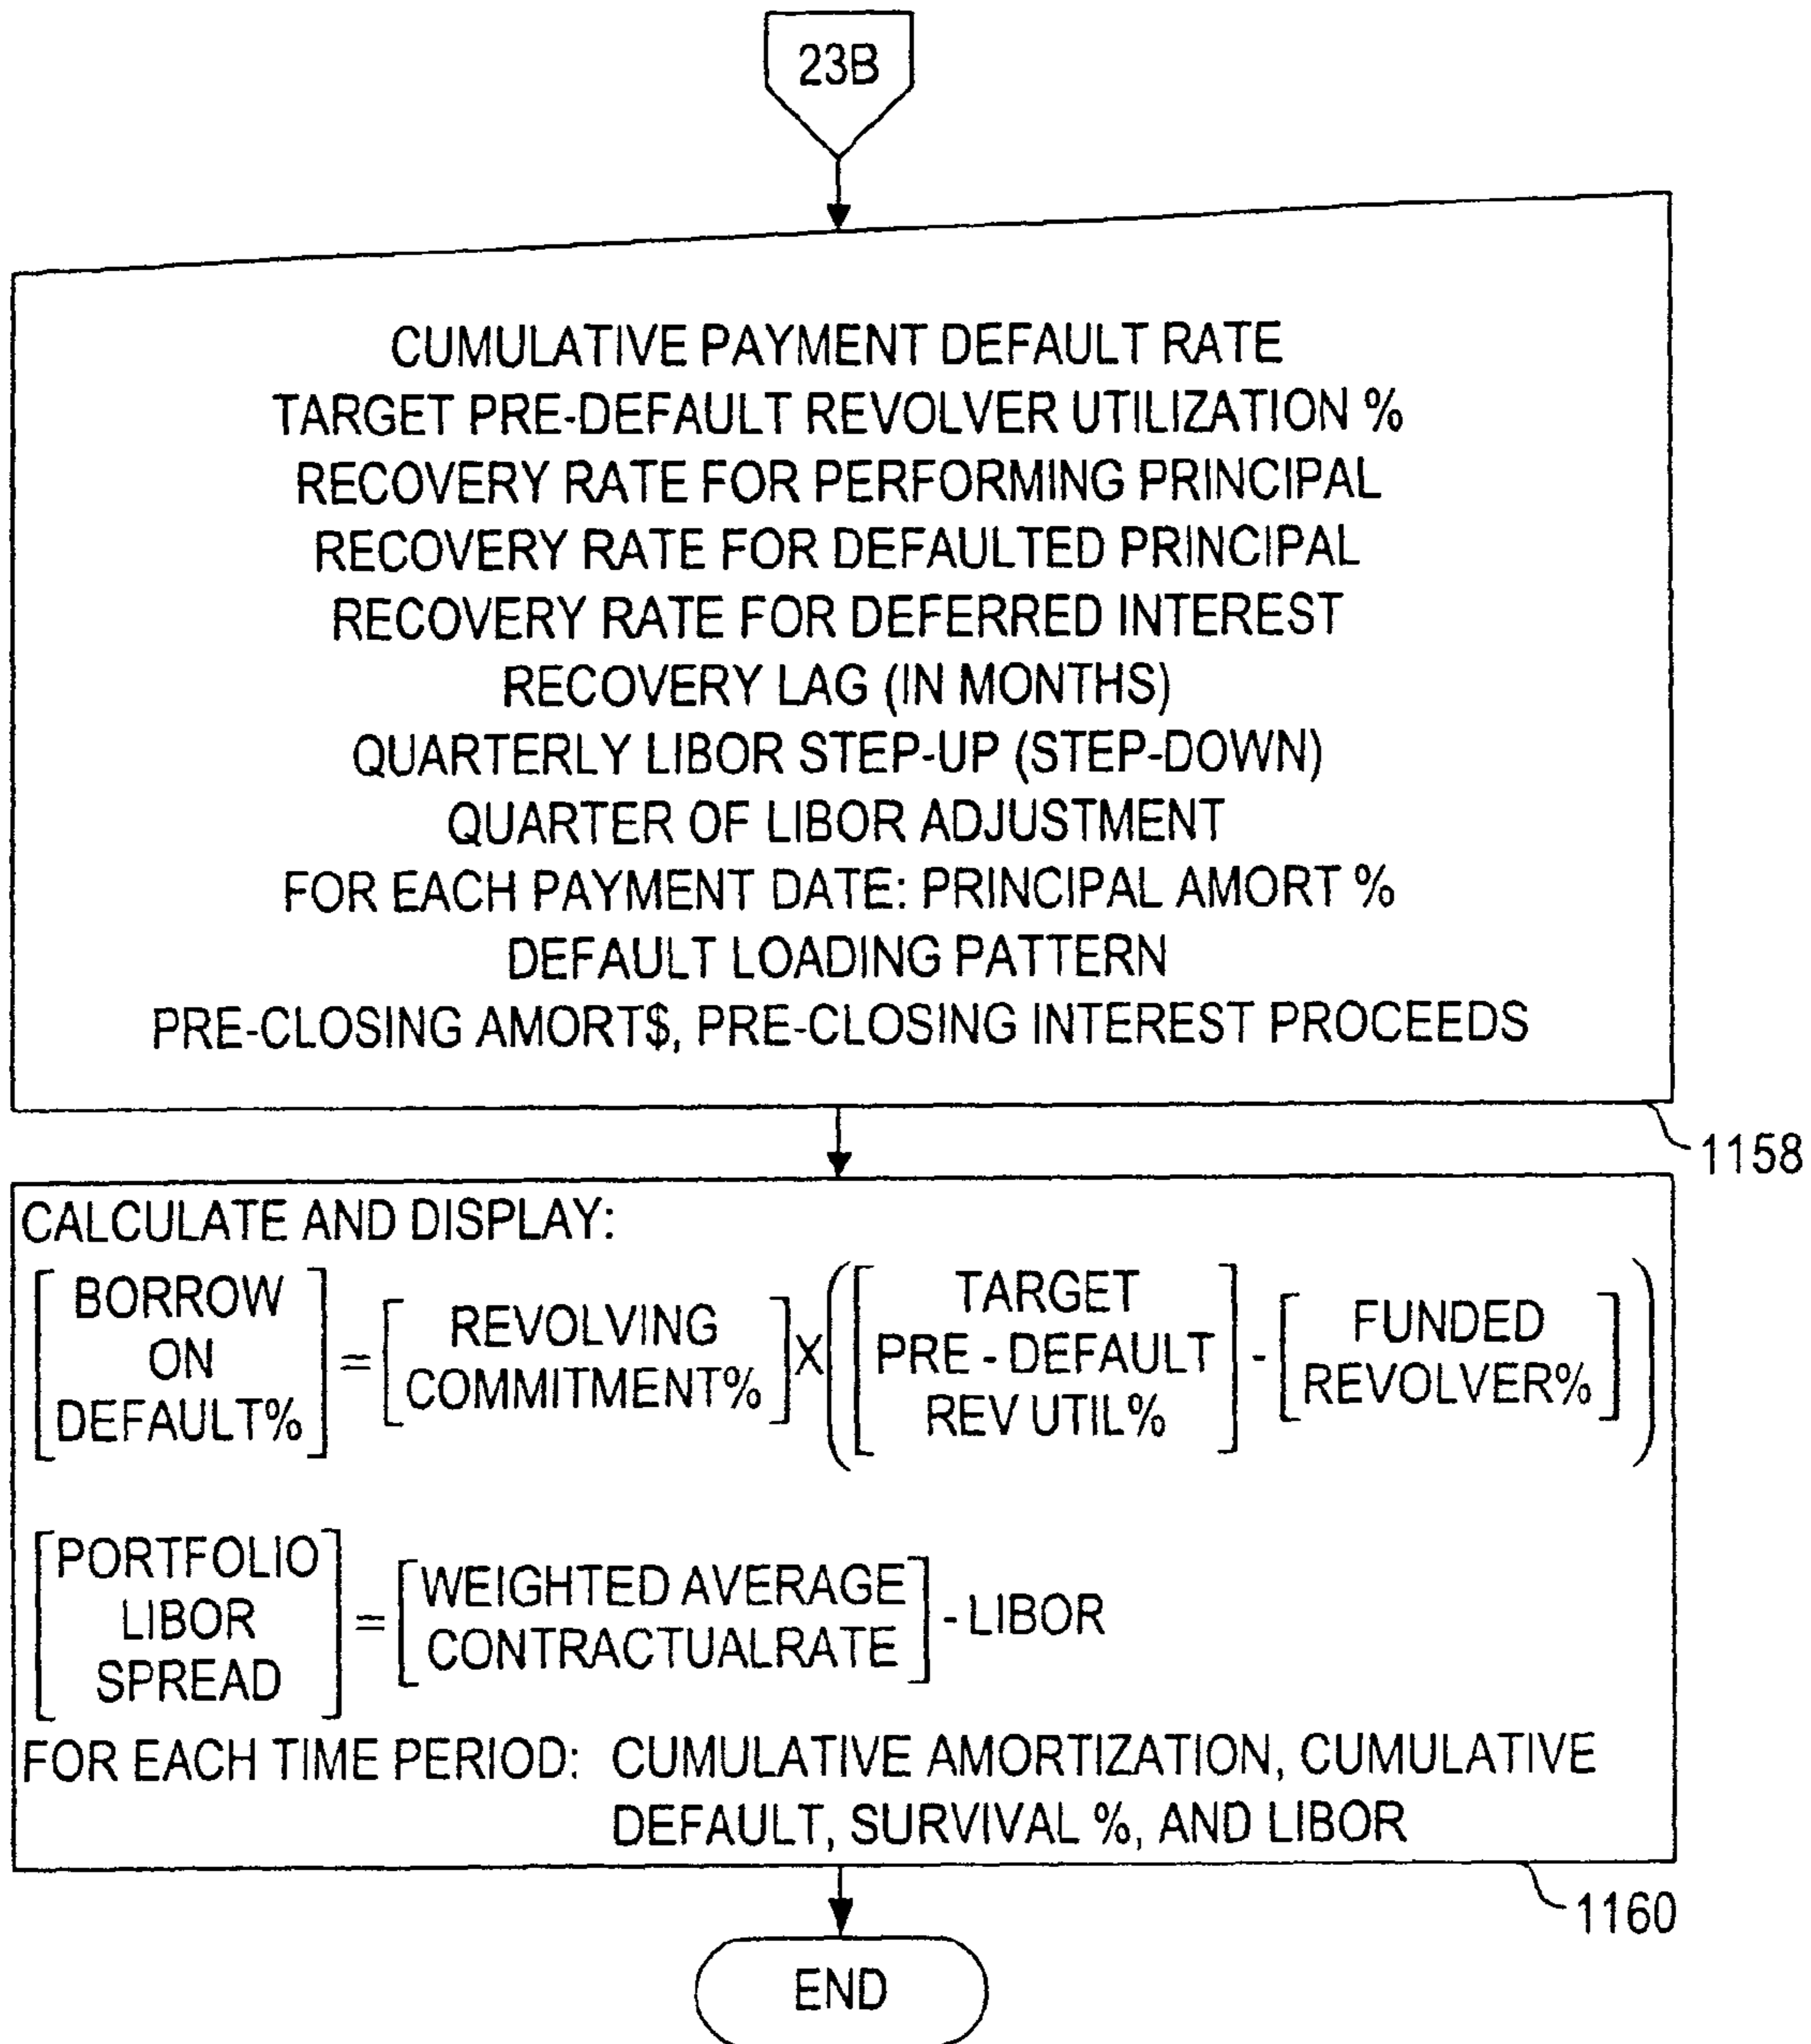 23B
CUMULATIVE PAYMENT DEFAULT RATE
TARGET PRE-DEFAULT REVOLVER UTILIZATION %
RECOVERY RATE FOR PERFORMING PRINCIPAL
RECOVERY RATE FOR DEFAULTED PRINCIPAL
RECOVERY RATE FOR DEFERRED INTEREST
RECOVERY LAG (IN MONTHS)
QUARTERLY LIBOR STEP-UP (STEP-DOWN)
QUARTER OF LIBOR ADJUSTMENT
FOR EACH PAYMENT DATE: PRINCIPAL AMORT %
DEFAULT LOADING PATTERN
PRE-CLOSING AMORT$, PRE-CLOSING INTEREST PROCEEDS
1158
CALCULATE AND DISPLAY:
[BORROW ON DEFAULT%] = [REVOLVING COMMITMENT%] X ([TARGET PRE - DEFAULT REV UTIL%] - [FUNDED REVOLVER%])
[PORTFOLIO LIBOR SPREAD] = [WEIGHTED AVERAGE CONTRACTUALRATE] - LIBOR
FOR EACH TIME PERIOD: CUMULATIVE AMORTIZATION, CUMULATIVE
DEFAULT, SURVIVAL %, AND LIBOR
1160
END